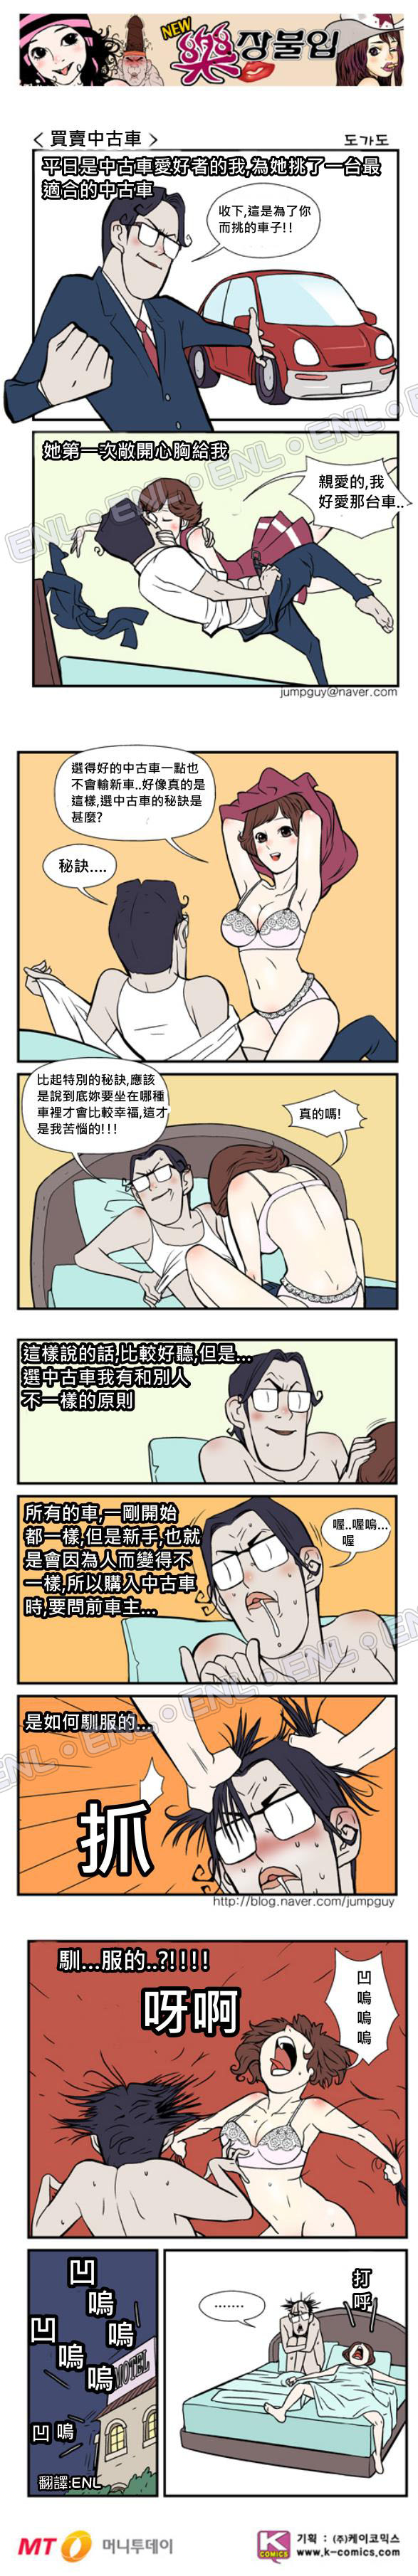 NEW 樂장불입
< 買賣中古車 >
도가도
平日是中古車愛好者的我,為她挑了一台最
適合的中古車
收下,這是為了你
而挑的車子!!
她第一次敞開心胸給我
親愛的,我
好愛那台車..
ENL ENL ENL ENL
jumpguy@naver.com
選得好的中古車一點也
不會輸新車..好像真的是
這樣,選中古車的秘訣是
甚麼?
秘訣....
比起特別的秘訣,應該
是說到底妳要坐在哪種
車裡才會比較幸福,這才
是我苦惱的!!!
真的嗎!
這樣說的話,比較好聽,但是...
選中古車我有和別人
不一樣的原則
所有的車,一剛開始
都一樣,但是新手,也就
是會因為人而變得不
一樣,所以購入中古車
時,要問前車主...
喔..喔嗚...
喔
ENL ENL ENL ENL
是如何馴服的...
抓
http://blog.naver.com/jumpguy
馴...服的..?!!!!
呀啊
凹
嗚
嗚
嗚
凹
嗚
嗚
凹
嗚
嗚
凹 嗚
MOTEL
翻譯:ENL
.......
打
呼
MT 머니투데이
K COMICS
기획 : (주)케이코믹스
www.k-comics.com